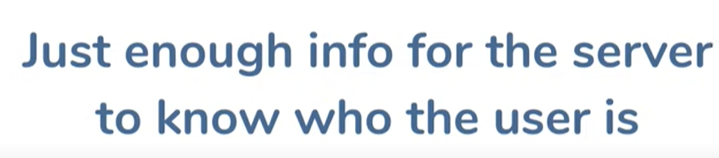 Just enough info for the server
to know who the user is